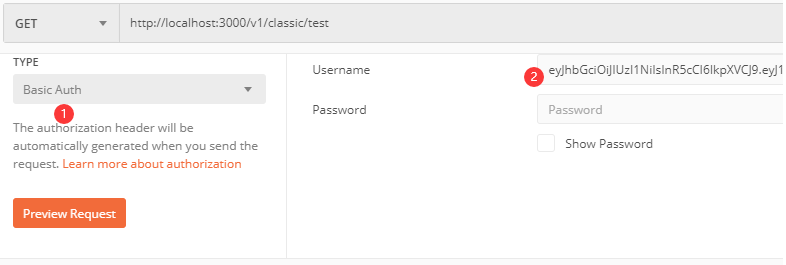 GET
http://localhost:3000/v1/classic/test
TYPE
Basic Auth
1
The authorization header will be
automatically generated when you send the
request. Learn more about authorization
Preview Request
Username
2
eyJhbGciOiJIUzI1NiIsInR5cCI6IkpXVCJ9.eyJ1
Password
Password
Show Password